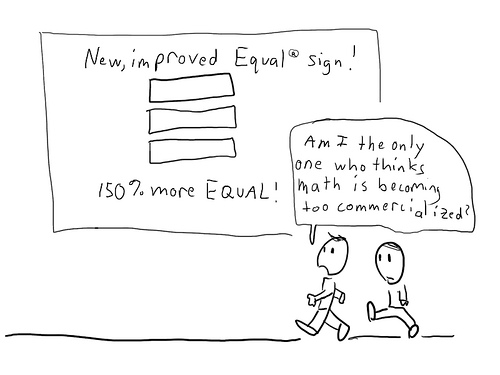 New, improved Equal® sign!
150% more EQUAL!
Am I the only
one who thinks
math is becoming
too commercialized?